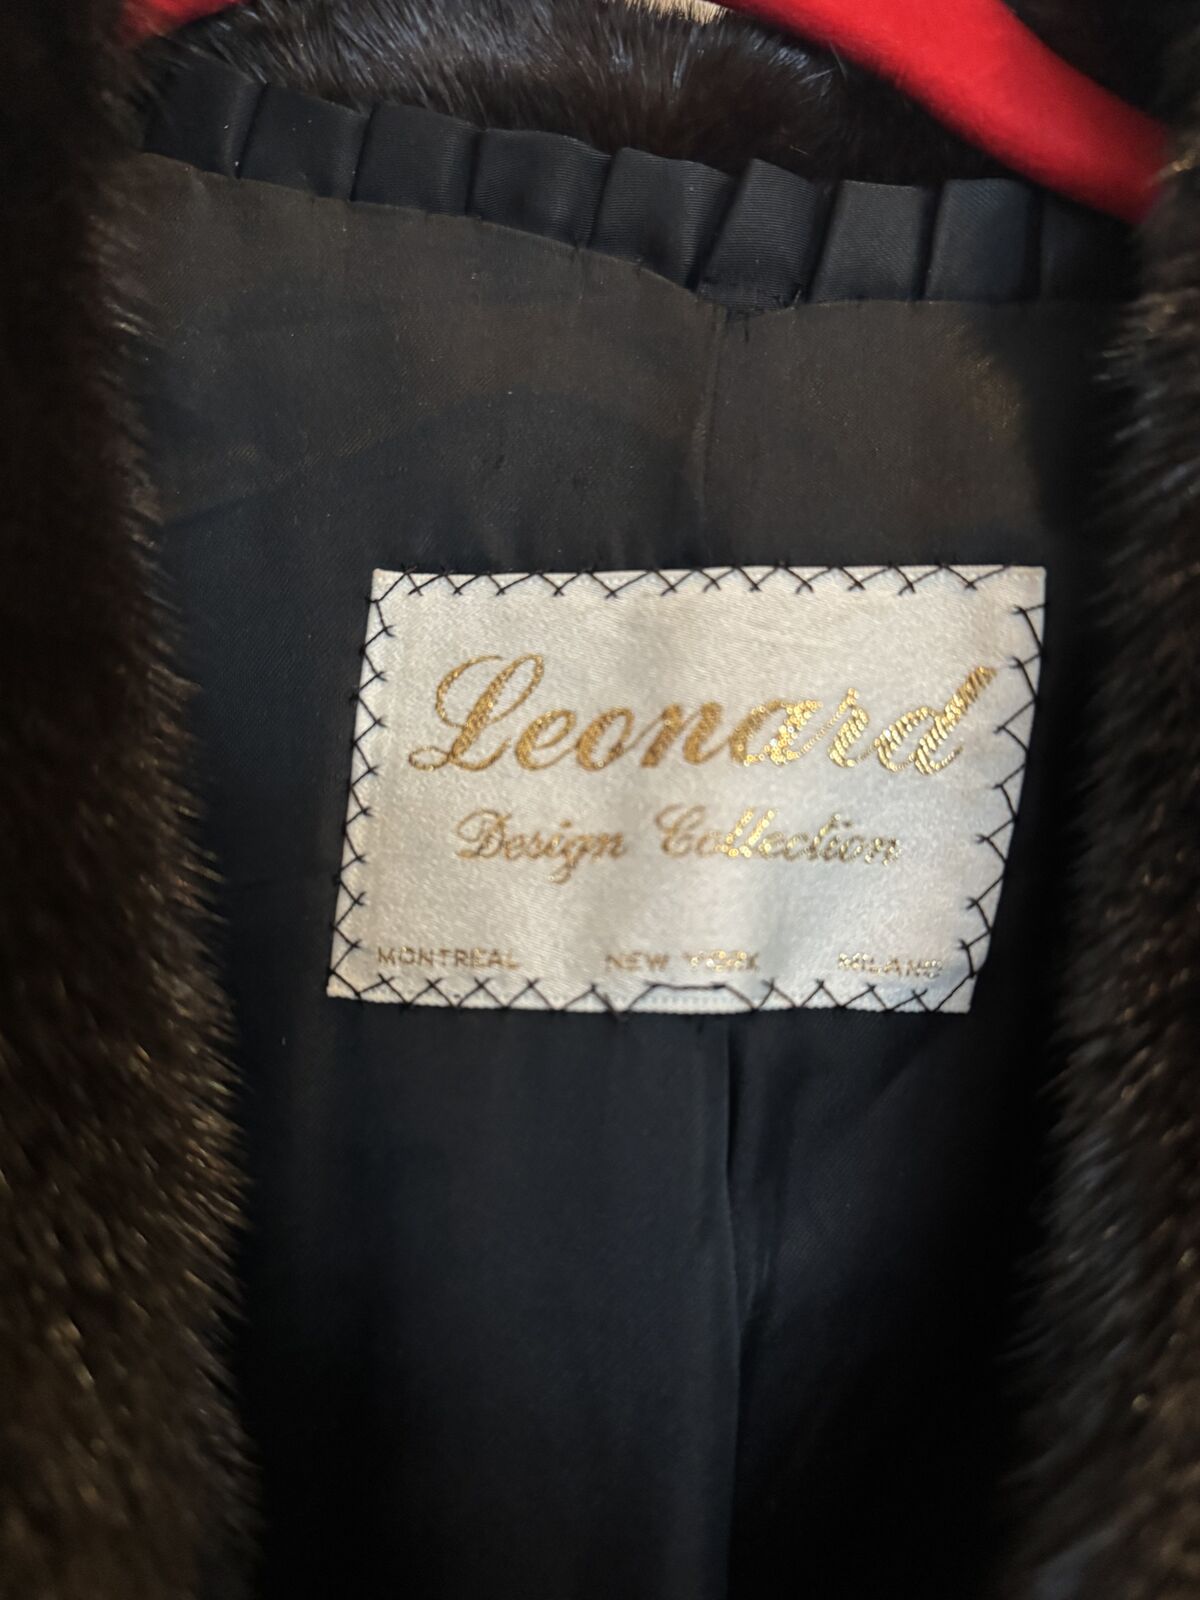 Leonard
Design Collection
MONTREAL NEW YORK MILANO